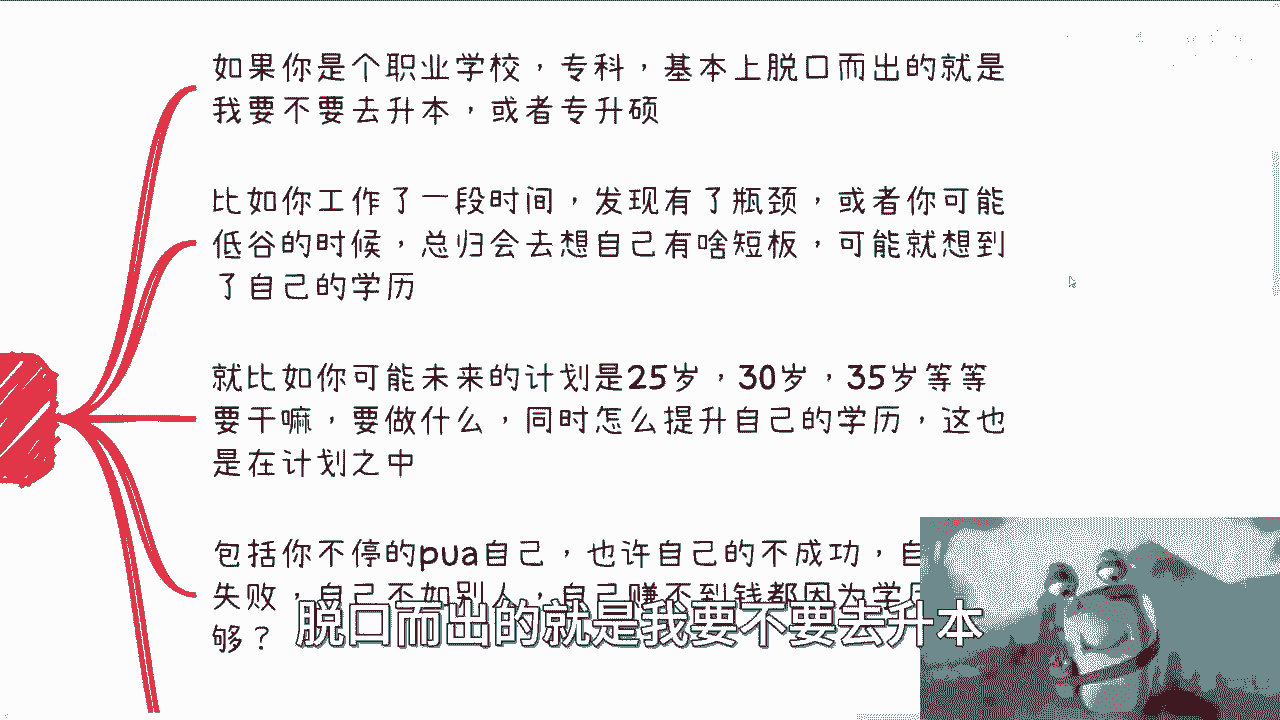 如果你是个职业学校，专科，基本上脱口而出的就是
我要不要去升本，或者专升硕
比如你工作了一段时间，发现有了瓶颈，或者你可能
低谷的时候，总归会去想自己有啥短板，可能就想到
了自己的学历
就比如你可能未来的计划是25岁，30岁，35岁等等
要干嘛，要做什么，同时怎么提升自己的学历，这也
是在计划之中
包括你不停的pua自己，也许自己的不成功，自
失败，自己不如别人，自己赚不到钱都因为学历
够？
脱口而出的就是我要不要去升本